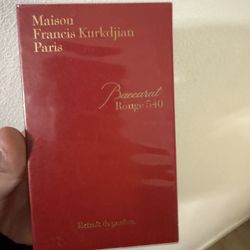 Maison
Francis Kurkdjian
Paris
Baccarat
Rouge 540
Extrait de parfum